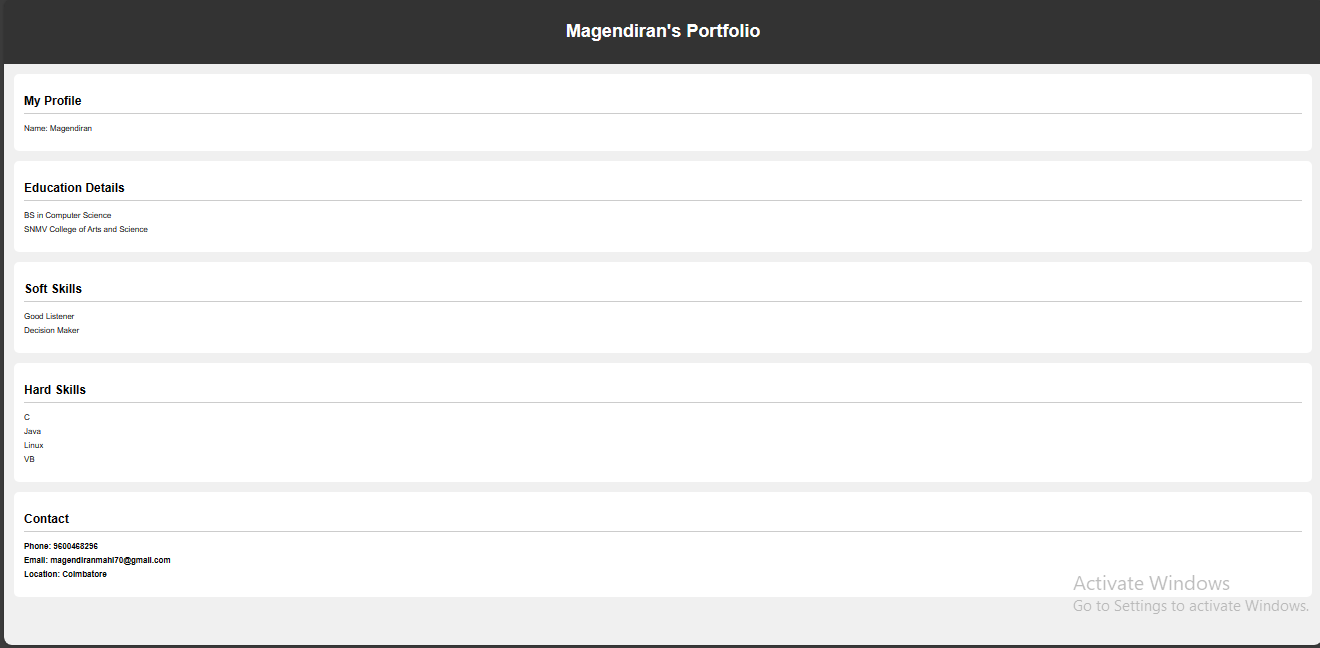 Magendiran's Portfolio
My Profile
Name: Magendiran
Education Details
BS in Computer Science
SNMV College of Arts and Science
Soft Skills
Good Listener
Decision Maker
Hard Skills
C
Java
Linux
VB
Contact
Phone: 9600468296
Email: magendiranmahi70@gmail.com
Location: Coimbatore
Activate Windows
Go to Settings to activate Windows.